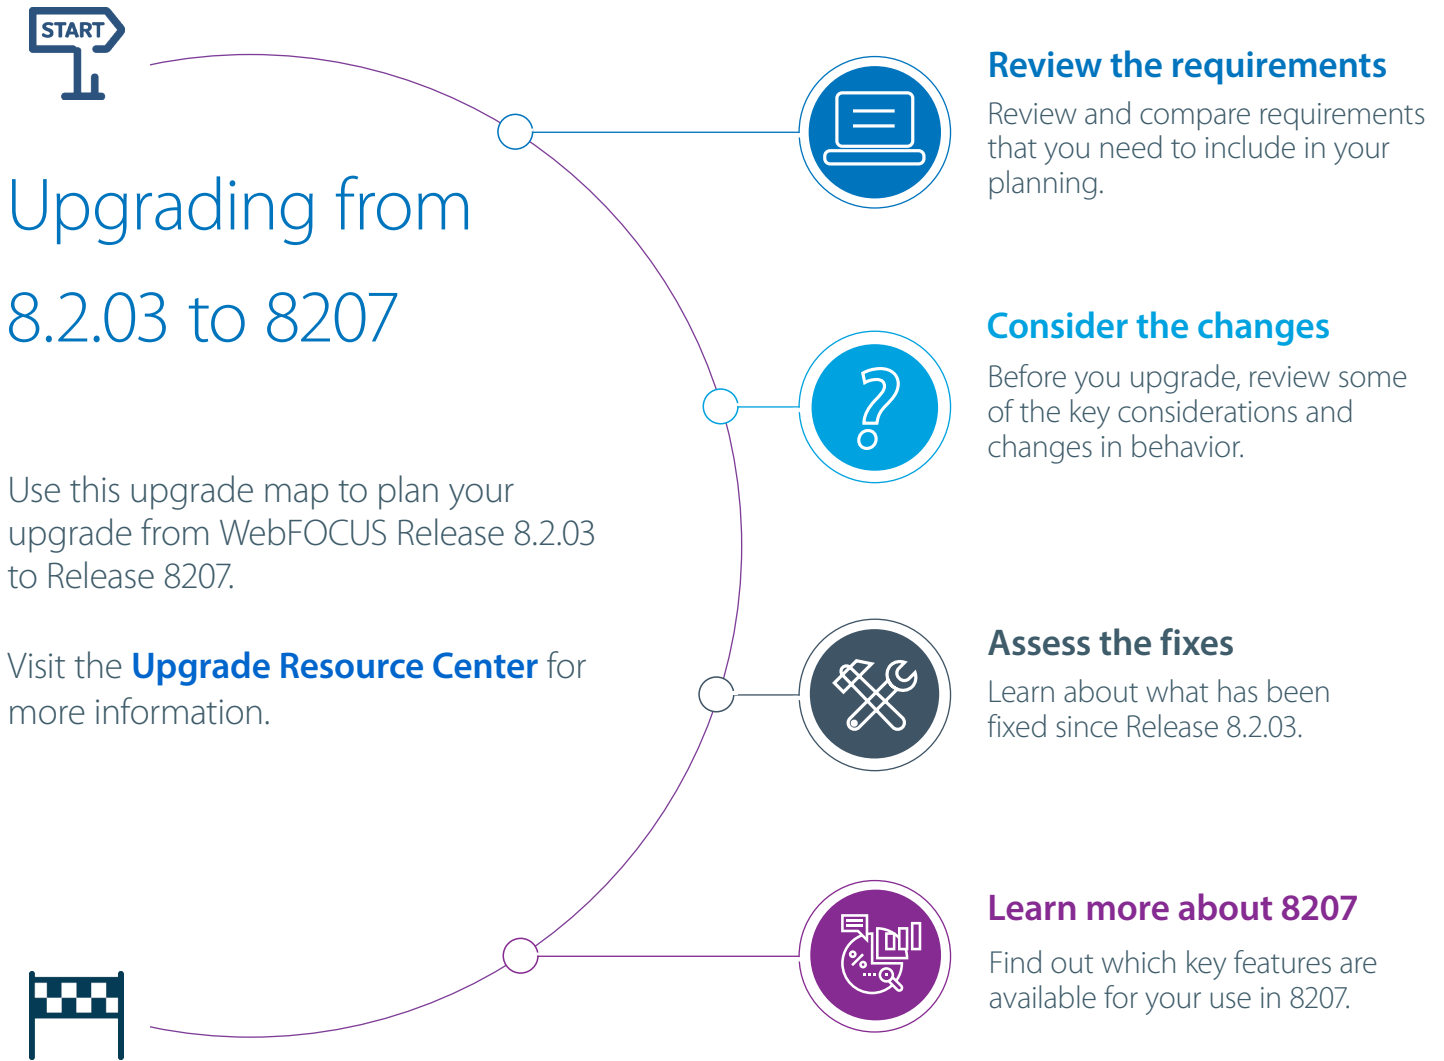 START
Upgrading from
8.2.03 to 8207
Use this upgrade map to plan your
upgrade from WebFOCUS Release 8.2.03
to Release 8207.
Visit the Upgrade Resource Center for
more information.
Review the requirements
Review and compare requirements
that you need to include in your
planning.
Consider the changes
Before you upgrade, review some
of the key considerations and
changes in behavior.
Assess the fixes
Learn about what has been
fixed since Release 8.2.03.
Learn more about 8207
%
Find out which key features are
available for your use in 8207.